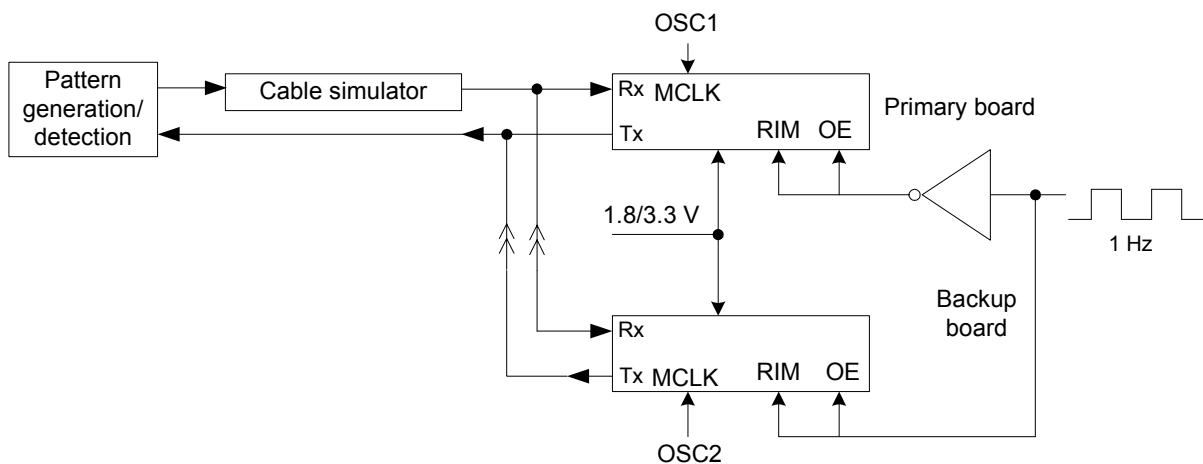 OSC1
Pattern
generation/
detection
Cable simulator
Rx
MCLK
Primary board
Tx
RIM
OE
1.8/3.3 V
1 Hz
Backup
board
Rx
Tx
MCLK
RIM
OE
OSC2